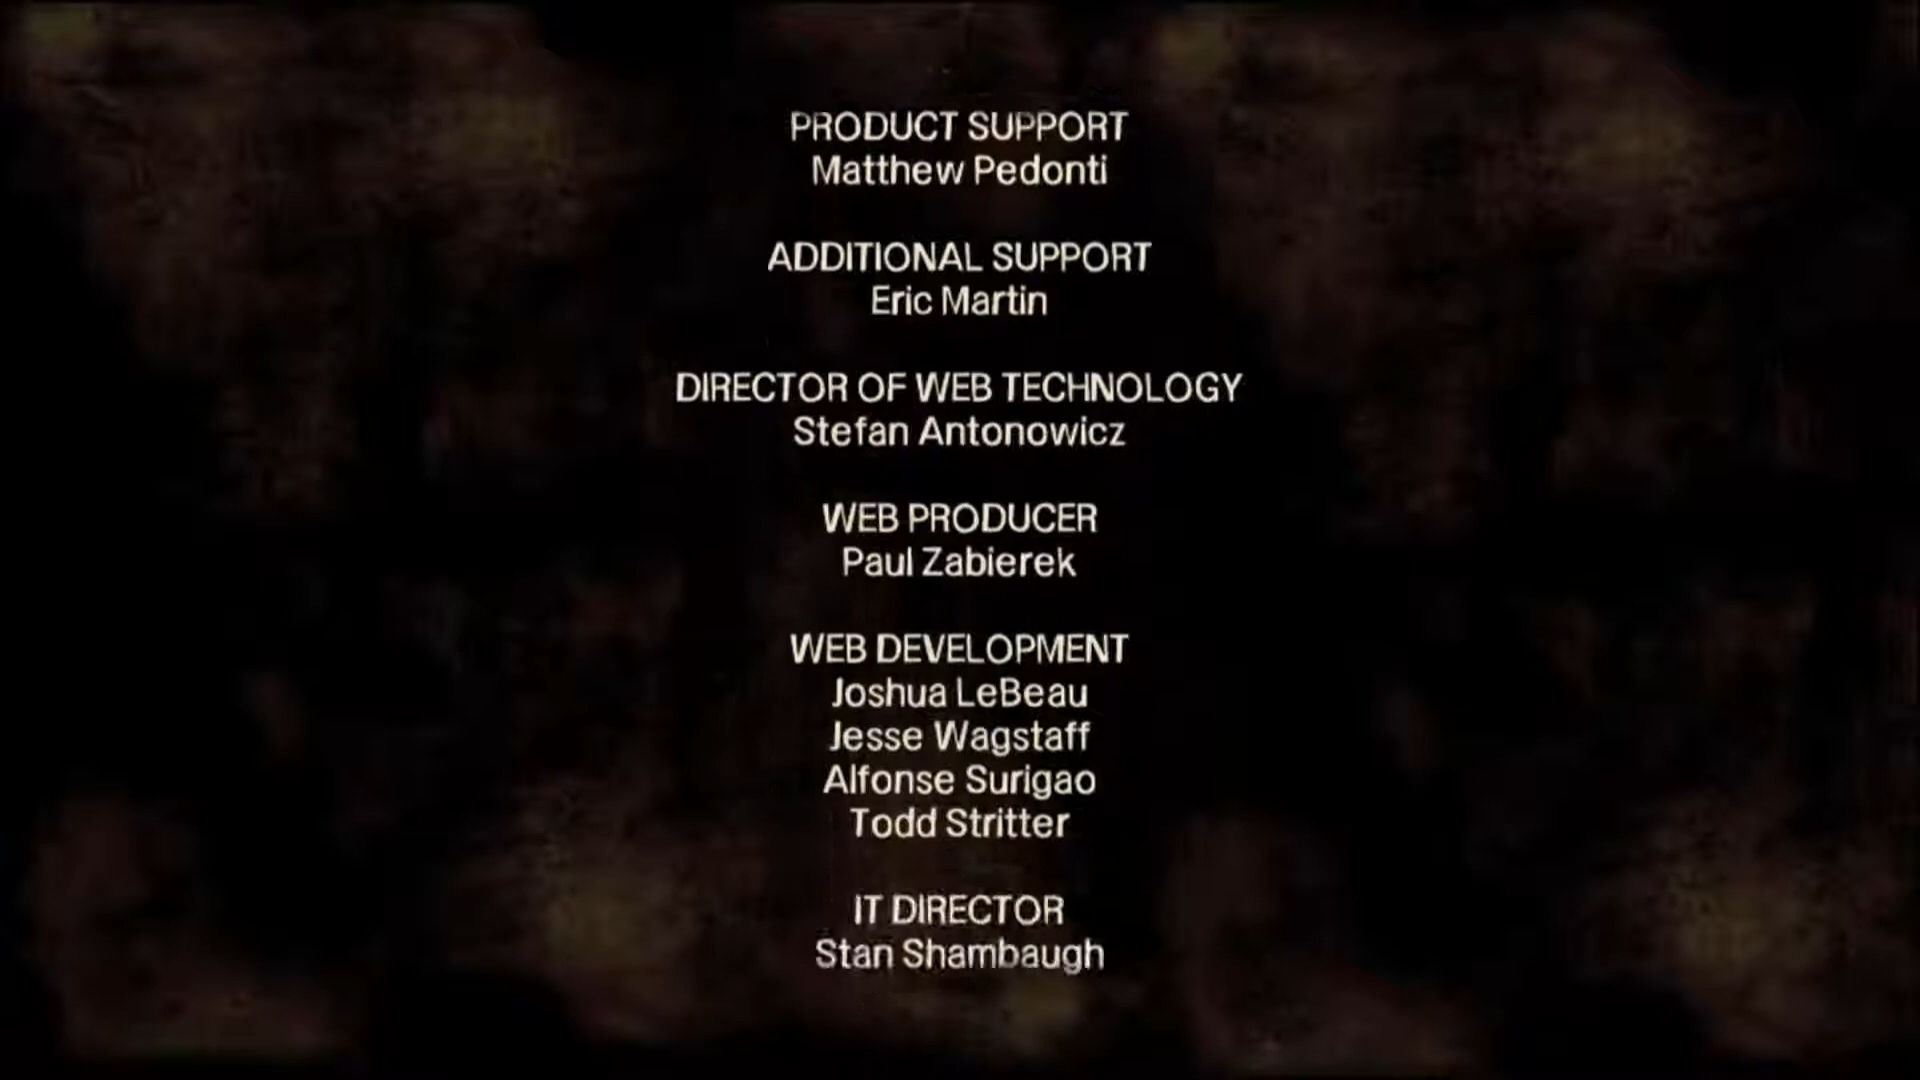 PRODUCT SUPPORT
Matthew Pedonti
ADDITIONAL SUPPORT
Eric Martin
DIRECTOR OF WEB TECHNOLOGY
Stefan Antonowicz
WEB PRODUCER
Paul Zabierek
WEB DEVELOPMENT
Joshua LeBeau
Jesse Wagstaff
Alfonse Surigao
Todd Stritter
IT DIRECTOR
Stan Shambaugh